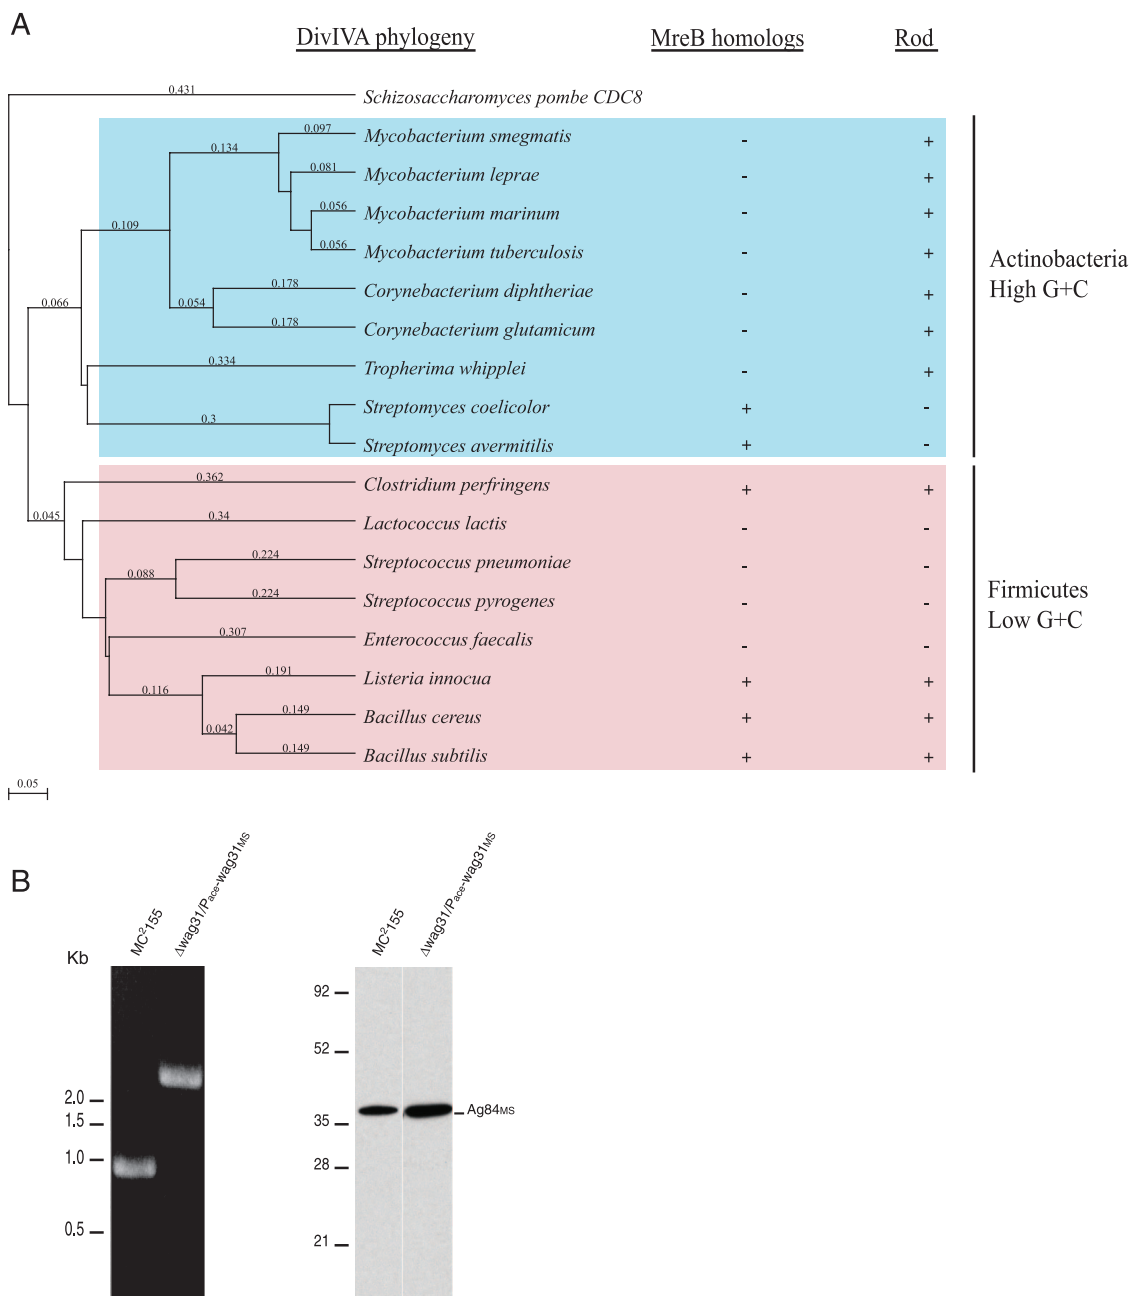 A
DivIVA phylogeny MreB homologs Rod
0.431 Schizosaccharomyces pombe CDC8
0.097 Mycobacterium smegmatis - +
0.134
0.081 Mycobacterium leprae - +
0.056 Mycobacterium marinum - +
0.109
0.056 Mycobacterium tuberculosis - +
Actinobacteria
High G+C
0.178 Corynebacterium diphtheriae - +
0.066 0.054
0.178 Corynebacterium glutamicum - +
0.334 Tropherima whipplei - +
Streptomyces coelicolor + -
0.3
Streptomyces avermitilis + -
0.362 Clostridium perfringens + +
0.045 0.34 Lactococcus lactis - -
0.224 Streptococcus pneumoniae - -
0.088
0.224 Streptococcus pyrogenes - -
Firmicutes
Low G+C
0.307 Enterococcus faecalis - -
0.191 Listeria innocua + +
0.116
0.149 Bacillus cereus + +
0.042
0.149 Bacillus subtilis + +
0.05
B
Kb
MC²155
Δwag31/Pace-wag31MS
2.0
1.5
1.0
0.5
MC²155
Δwag31/Pace-wag31MS
92
52
35
28
21
Ag84MS